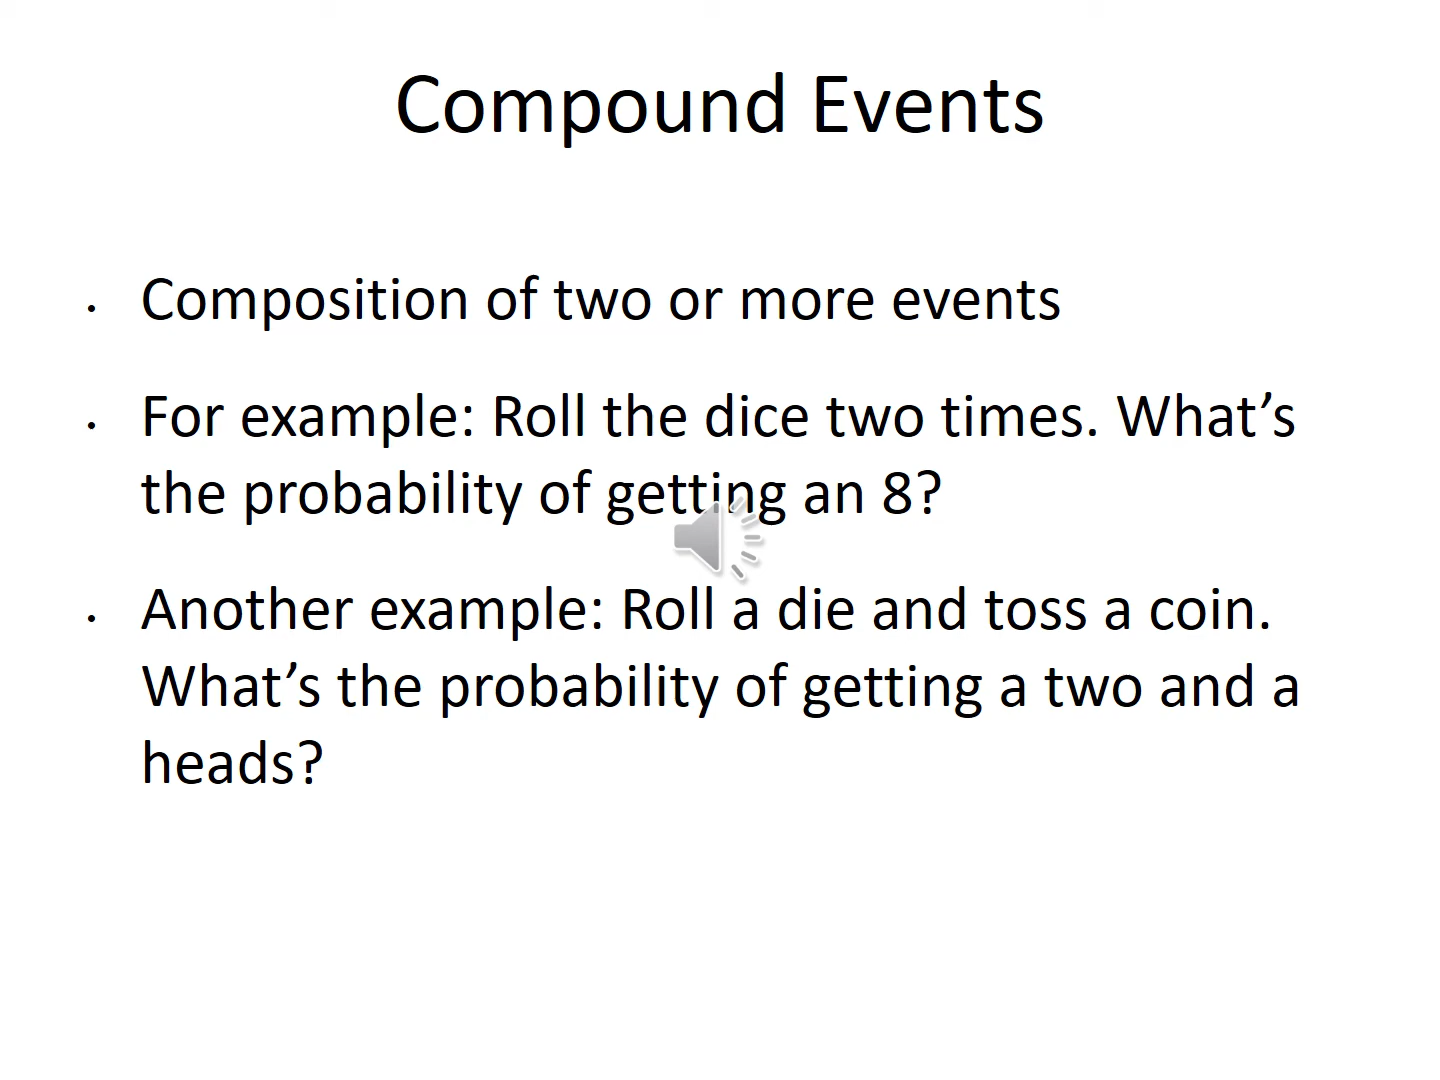 Compound Events
• Composition of two or more events
• For example: Roll the dice two times. What’s
the probability of getting an 8?
• Another example: Roll a die and toss a coin.
What’s the probability of getting a two and a
heads?